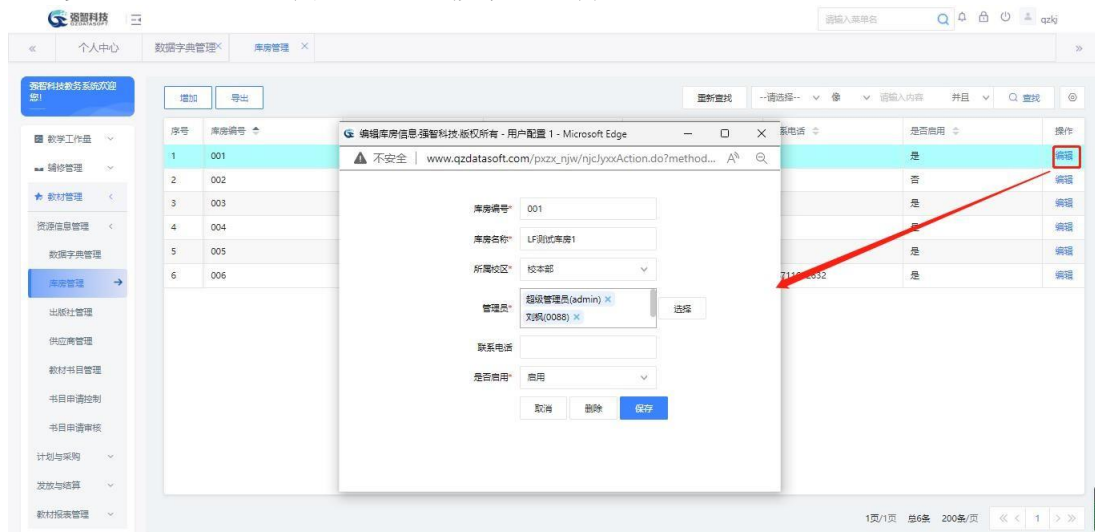 强智科技
QZDATASOFT
请输入菜单名
qzkj
« 个人中心 数据字典管理× 库房管理 × »
强智科技教务系统欢迎您!
增加 导出 重新查找 --请选择-- 像 请输入内容 并且 查找
教学工作量
辅修管理
教材管理
资源信息管理
数据字典管理
库房管理
出版社管理
供应商管理
教材书目管理
书目申请控制
书目申请审核
计划与采购
发放与结算
教材报表管理
序号 库房编号 系电话 是否启用 操作
1 001 是 编辑
2 002 否 编辑
3 003 是 编辑
4 004 编辑
5 005 是 编辑
6 006 是 编辑
编辑库房信息-强智科技-版权所有 - 用户配置 1 - Microsoft Edge
不安全 | www.qzdatasoft.com/pxzx_njw/njcJyxxAction.do?method...
库房编号* 001
库房名称* LF测试库房1
所属校区* 校本部
管理员* 超级管理员(admin) × 选择
刘枫(0088) ×
联系电话
是否启用* 启用
取消 删除 保存
1页/1页 总6条 200条/页 « < 1 > »